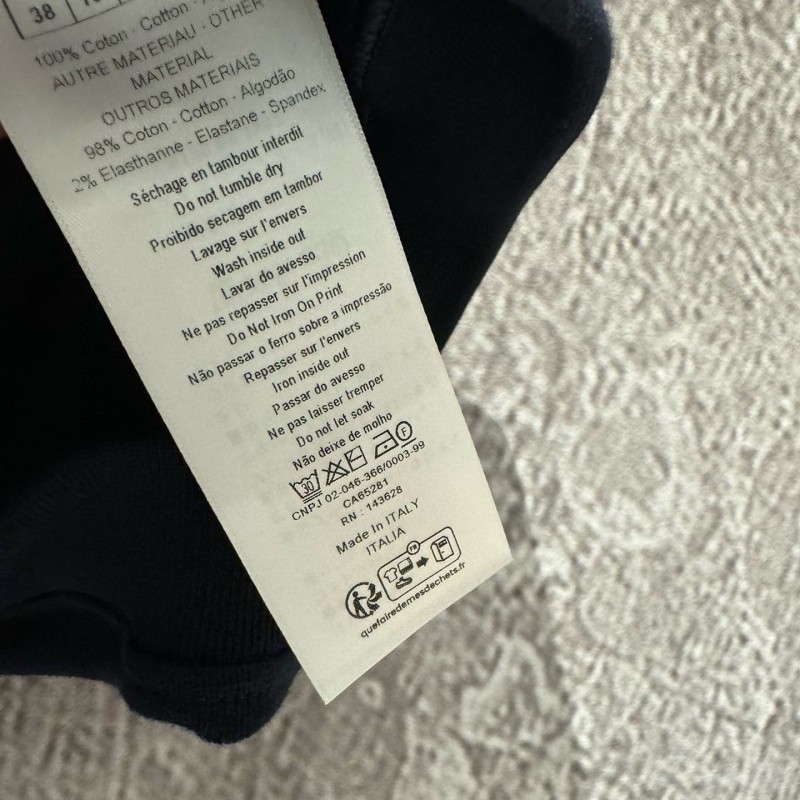 38
100% Coton - Cotton -
AUTRE MATERIAU - OTHER
MATERIAL
OUTROS MATERIAIS
98% Coton - Cotton - Algodão
2% Elasthanne - Elastane - Spandex
Séchage en tambour interdit
Do not tumble dry
Proibido secagem em tambor
Lavage sur l'envers
Wash inside out
Lavar do avesso
Ne pas repasser sur l'impression
Do Not Iron On Print
Não passar o ferro sobre a impressão
Repasser sur l'envers
Iron inside out
Passar do avesso
Ne pas laisser tremper
Do not let soak
Não deixe de molho
30 F
CNPJ 02-046-366/0003-99
CA65281
RN : 143628
Made In ITALY
ITALIA
FR
quefairedemesdechets.fr